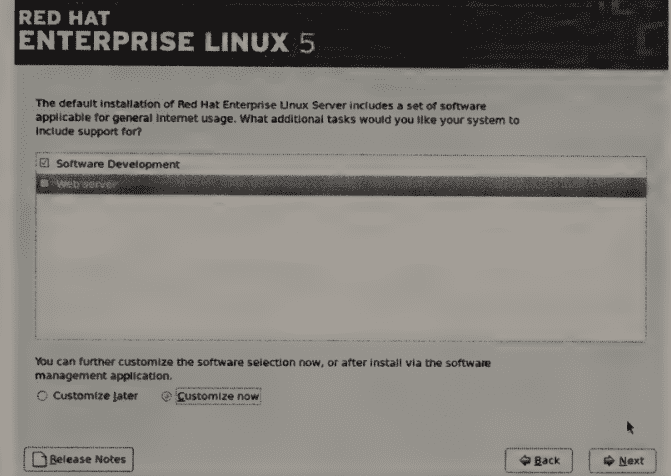 RED HAT
ENTERPRISE LINUX 5
The default installation of Red Hat Enterprise Linux Server includes a set of software
applicable for general internet usage. What additional tasks would you like your system to
include support for?
Software Development
Web server
You can further customize the software selection now, or after install via the software
management application.
Customize later
Customize now
Release Notes
Back
Next